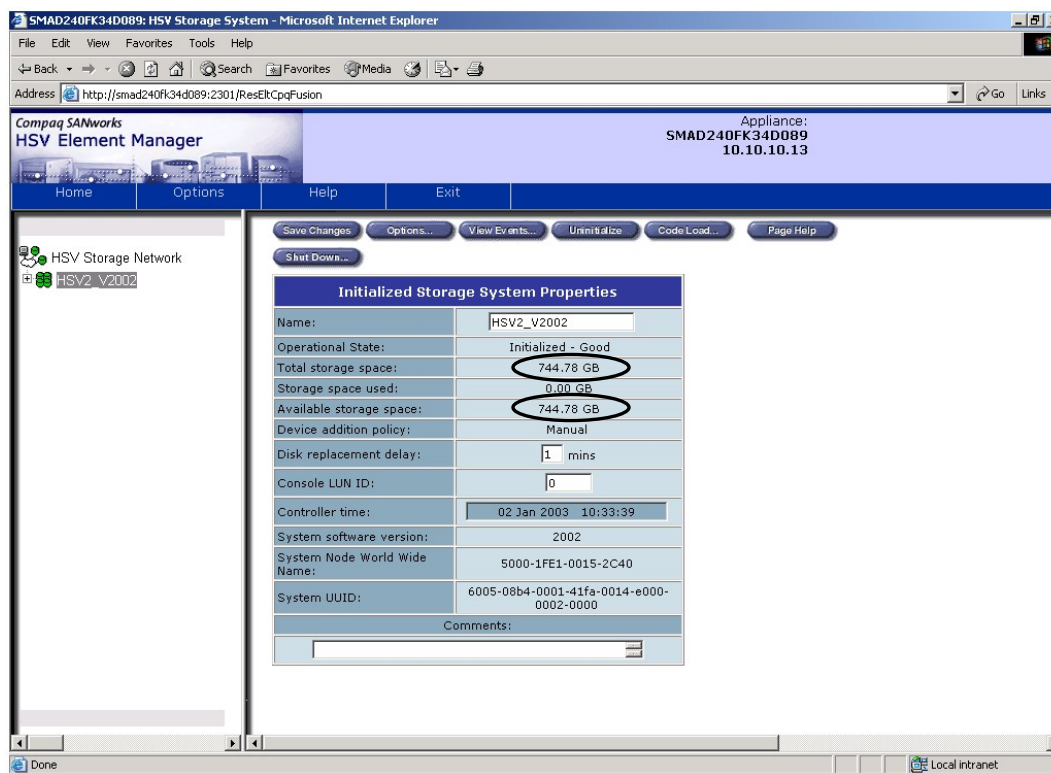 SMAD240FK34D089: HSV Storage System - Microsoft Internet Explorer
File Edit View Favorites Tools Help
Back Search Favorites Media
Address http://smad240fk34d089:2301/ResEltCpqFusion Go Links
Compaq SANworks
HSV Element Manager
Appliance:
SMAD240FK34D089
10.10.10.13
Home Options Help Exit
HSV Storage Network
HSV2_V2002
Save Changes Options... View Events... Uninitialize Code Load... Page Help
Shut Down...
Initialized Storage System Properties
Name: HSV2_V2002
Operational State: Initialized - Good
Total storage space: 744.78 GB
Storage space used: 0.00 GB
Available storage space: 744.78 GB
Device addition policy: Manual
Disk replacement delay: 1 mins
Console LUN ID: 0
Controller time: 02 Jan 2003 10:33:39
System software version: 2002
System Node World Wide
Name: 5000-1FE1-0015-2C40
System UUID: 6005-08b4-0001-41fa-0014-e000-
0002-0000
Comments:
Done Local intranet